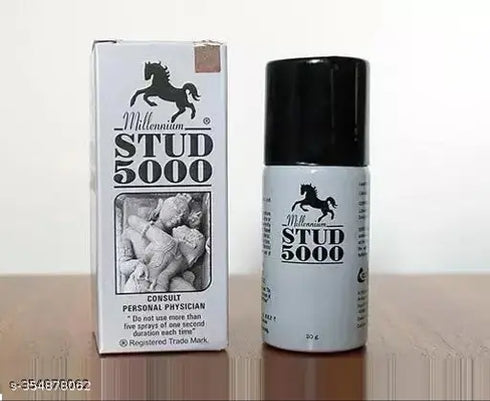 Millennium ®
STUD
5000
CONSULT
PERSONAL PHYSICIAN
" Do not use more than
five sprays of one second
duration each time"
® Registered Trade Mark.
Millennium
STUD
5000
20 g
s-354878062